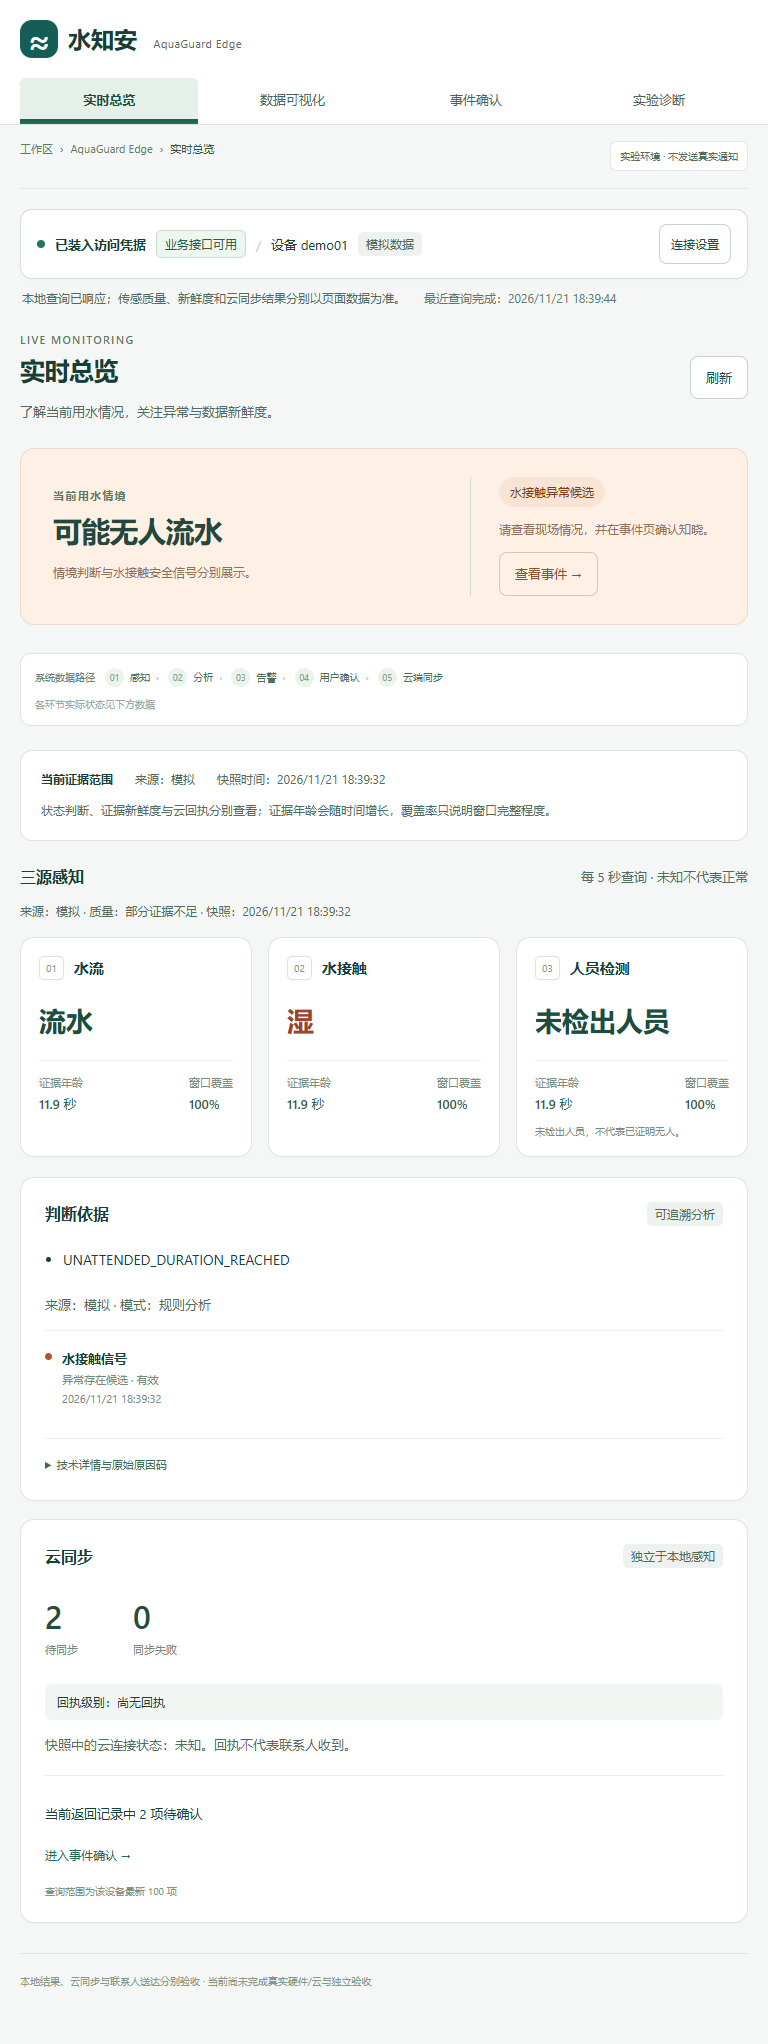 水知安 AquaGuard Edge
实时总览 数据可视化 事件确认 实验诊断
工作区 › AquaGuard Edge › 实时总览 实验环境 · 不发送真实通知
已装入访问凭据 业务接口可用 / 设备 demo01 模拟数据 连接设置
本地查询已响应；传感质量、新鲜度和云同步结果分别以页面数据为准。 最近查询完成：2026/11/21 18:39:44
LIVE MONITORING
实时总览
刷新
了解当前用水情况，关注异常与数据新鲜度。
当前用水情境
可能无人流水
情境判断与水接触安全信号分别展示。
水接触异常候选
请查看现场情况，并在事件页确认知晓。
查看事件 →
系统数据路径 01 感知 › 02 分析 › 03 告警 › 04 用户确认 › 05 云端同步
各环节实际状态见下方数据
当前证据范围 来源：模拟 快照时间：2026/11/21 18:39:32
状态判断、证据新鲜度与云回执分别查看；证据年龄会随时间增长，覆盖率只说明窗口完整程度。
三源感知 每 5 秒查询 · 未知不代表正常
来源：模拟 · 质量：部分证据不足 · 快照：2026/11/21 18:39:32
01 水流
流水
证据年龄 窗口覆盖
11.9 秒 100%
02 水接触
湿
证据年龄 窗口覆盖
11.9 秒 100%
03 人员检测
未检出人员
证据年龄 窗口覆盖
11.9 秒 100%
未检出人员，不代表已证明无人。
判断依据 可追溯分析
• UNATTENDED_DURATION_REACHED
来源：模拟 · 模式：规则分析
水接触信号
异常存在候选 · 有效
2026/11/21 18:39:32
▶ 技术详情与原始原因码
云同步 独立于本地感知
2 0
待同步 同步失败
回执级别：尚无回执
快照中的云连接状态：未知。回执不代表联系人收到。
当前返回记录中 2 项待确认
进入事件确认 →
查询范围为该设备最新 100 项
本地结果、云同步与联系人送达分别验收 · 当前尚未完成真实硬件/云与独立验收